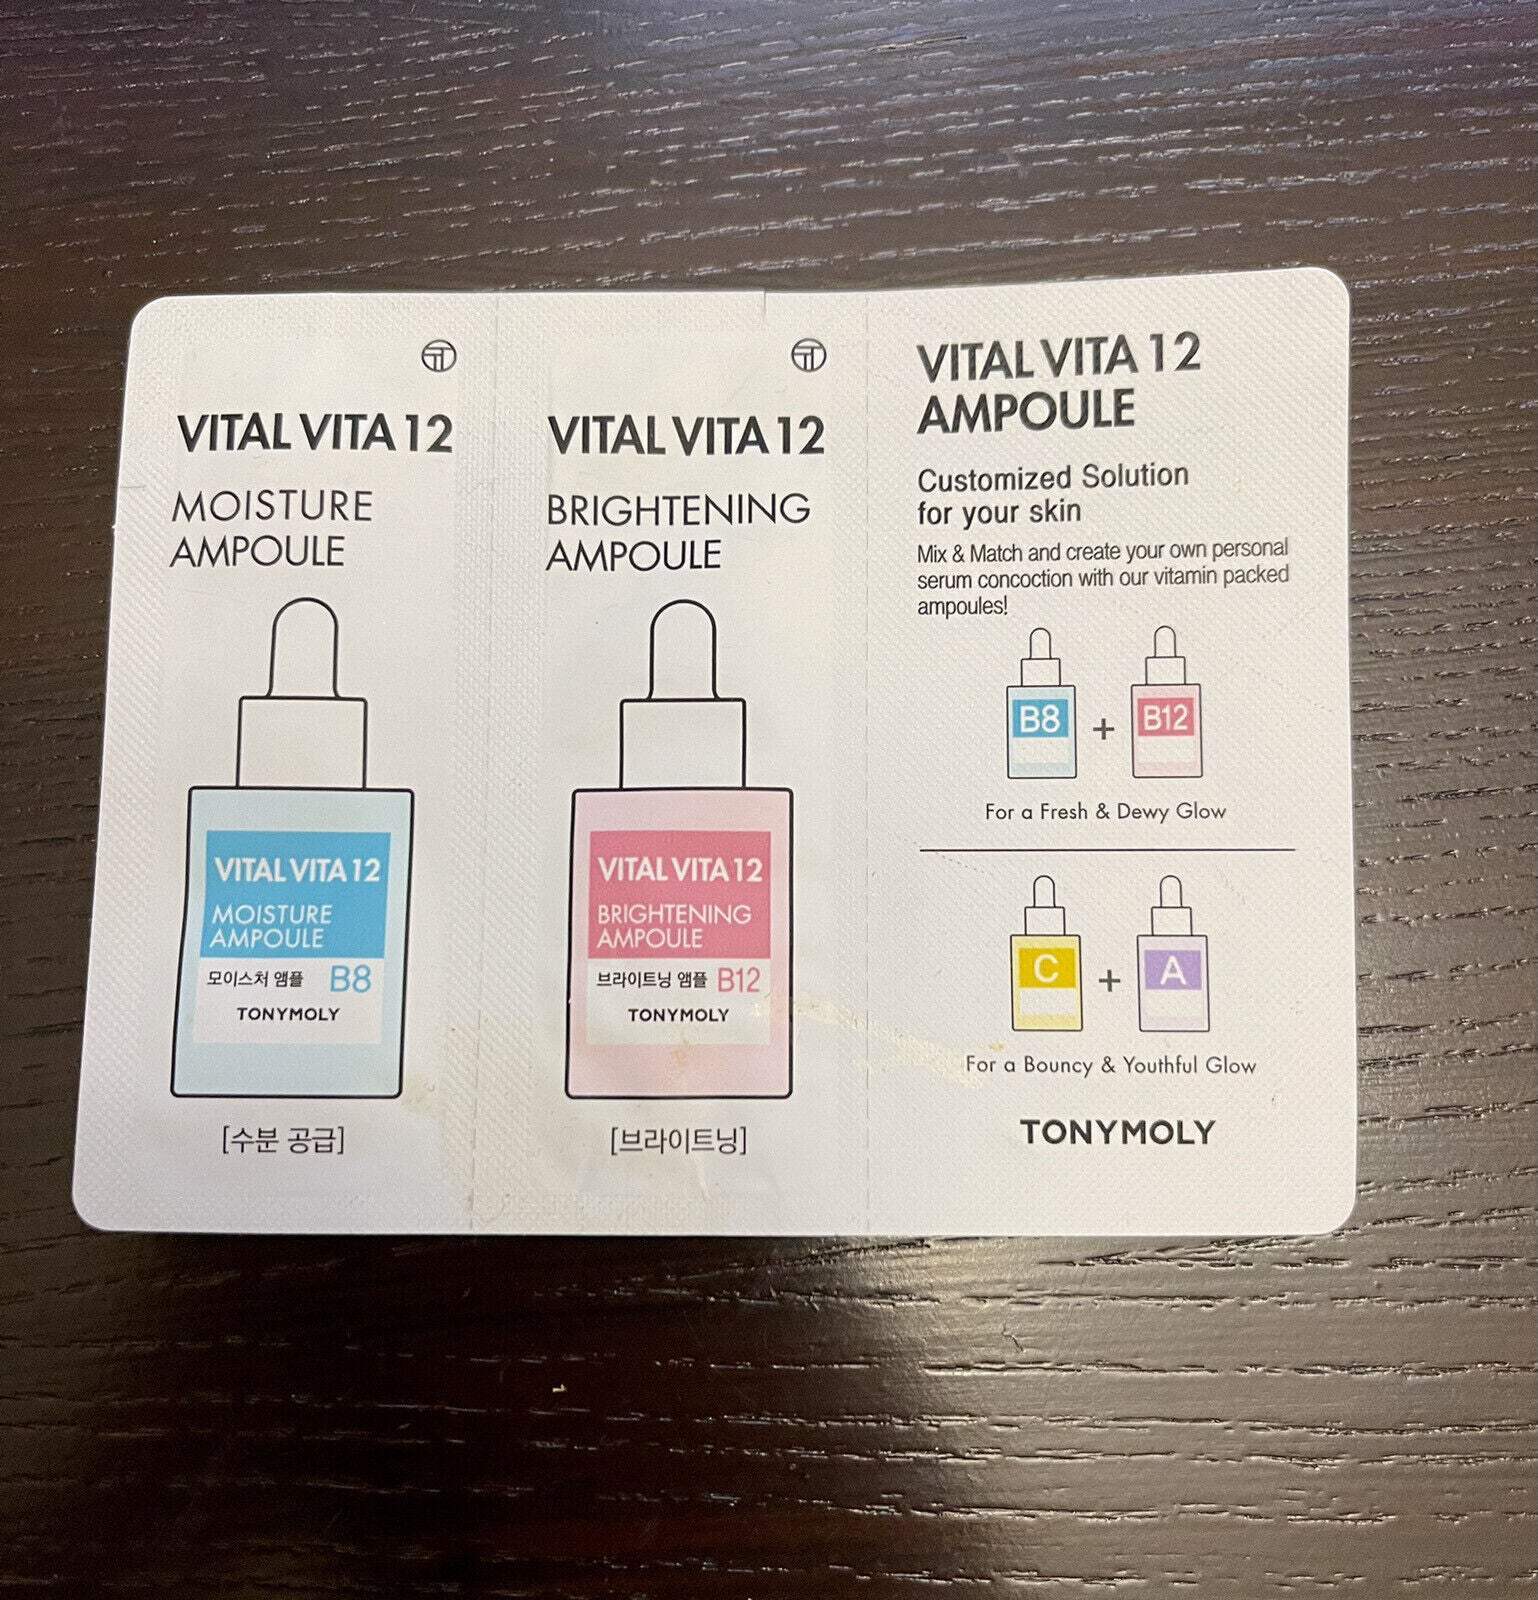 VITAL VITA 12
MOISTURE
AMPOULE
VITAL VITA 12
MOISTURE
AMPOULE
모이스처 앰플 B8
TONYMOLY
[수분 공급]
VITAL VITA 12
BRIGHTENING
AMPOULE
VITAL VITA 12
BRIGHTENING
AMPOULE
브라이트닝 앰플 B12
TONYMOLY
[브라이트닝]
VITAL VITA 12
AMPOULE
Customized Solution
for your skin
Mix & Match and create your own personal
serum concoction with our vitamin packed
ampoules!
B8 + B12
For a Fresh & Dewy Glow
C + A
For a Bouncy & Youthful Glow
TONYMOLY